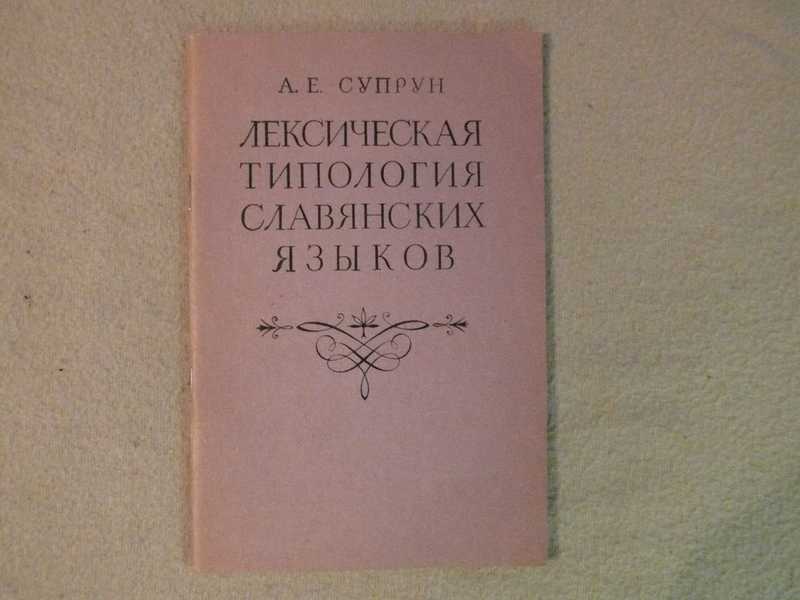 А. Е. СУПРУН
ЛЕКСИЧЕСКАЯ
ТИПОЛОГИЯ
СЛАВЯНСКИХ
ЯЗЫКОВ